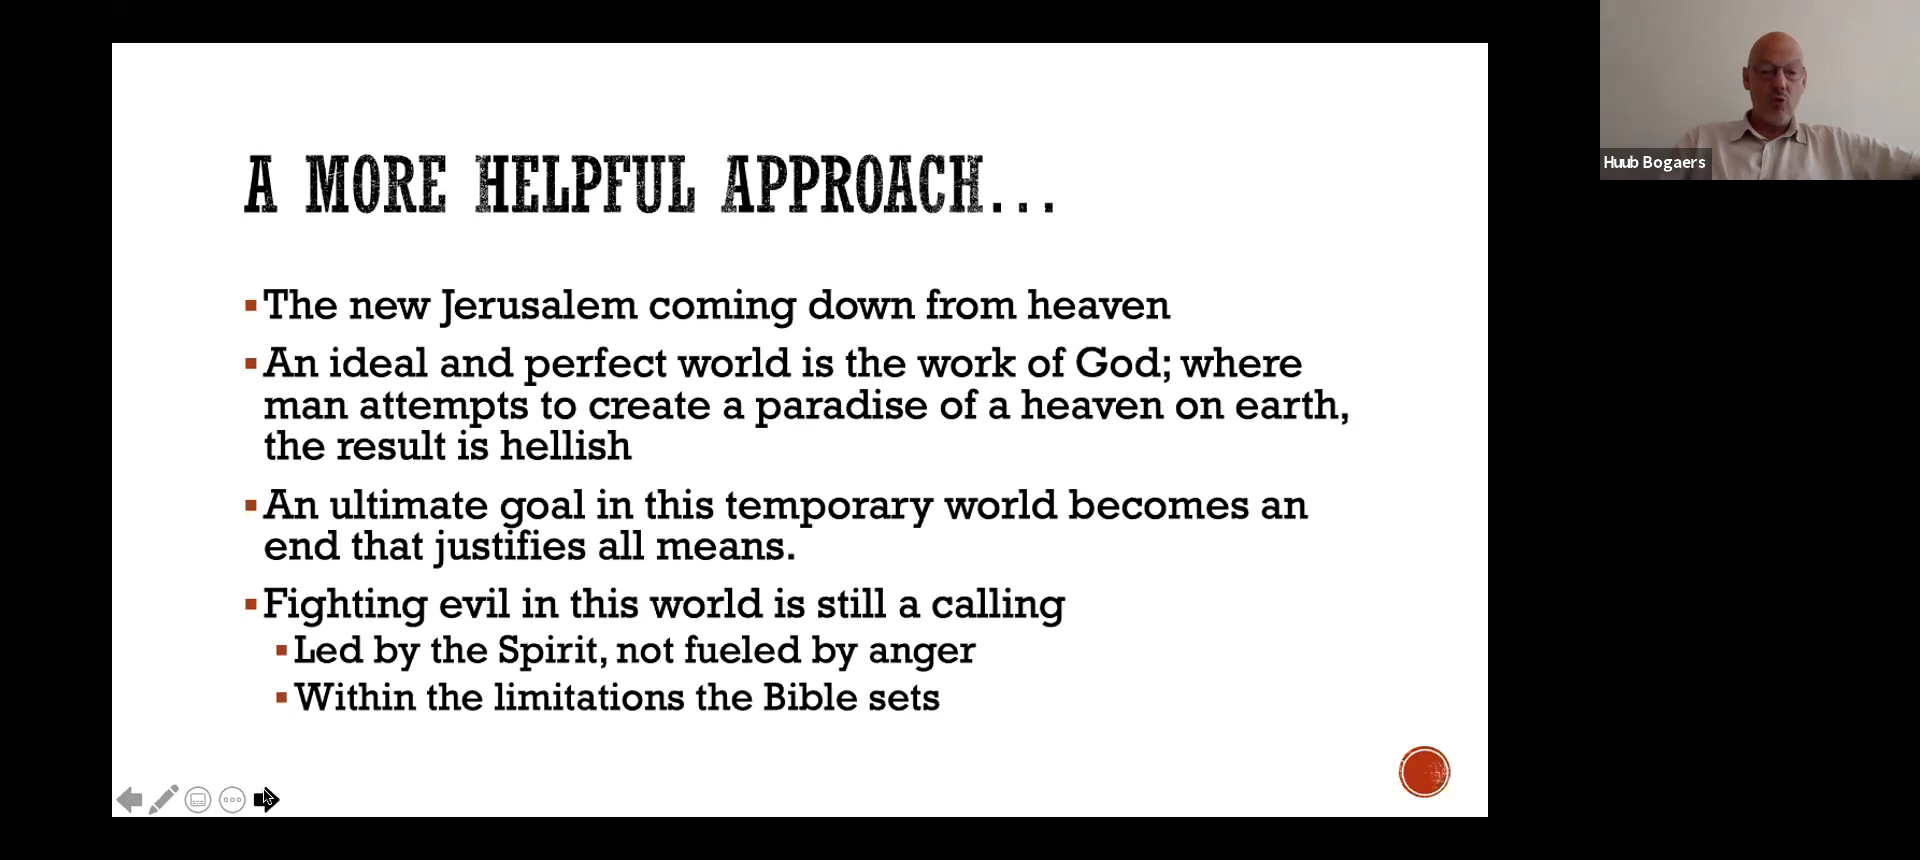 A MORE HELPFUL APPROACH...
▪The new Jerusalem coming down from heaven
▪An ideal and perfect world is the work of God; where
man attempts to create a paradise of a heaven on earth,
the result is hellish
▪An ultimate goal in this temporary world becomes an
end that justifies all means.
▪Fighting evil in this world is still a calling
▪Led by the Spirit, not fueled by anger
▪Within the limitations the Bible sets
Huub Bogaers